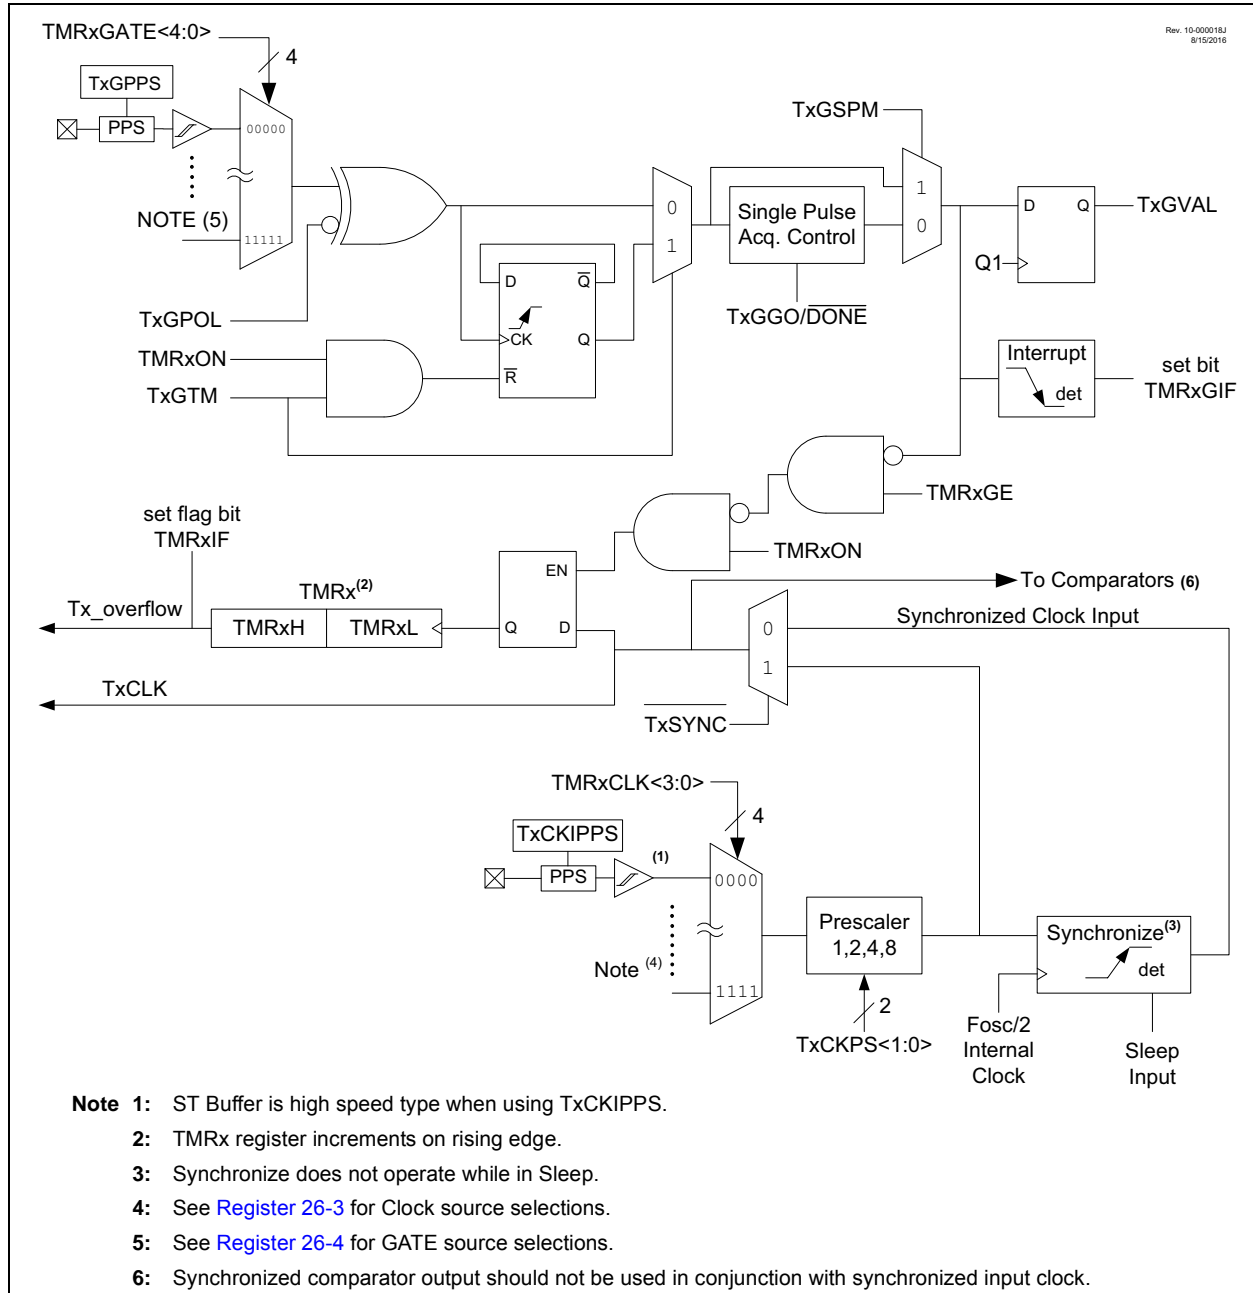 Rev. 10-000018J
8/15/2016
TMRxGATE<4:0>
4
TxGPPS
PPS
00000
NOTE (5)
11111
TxGSPM
0
1
Single Pulse
Acq. Control
1
0
D
Q
TxGVAL
Q1
TxGGO/DONE
TxGPOL
D
Q
CK
Q
R
TMRxON
TxGTM
Interrupt
det
set bit
TMRxGIF
TMRxGE
TMRxON
set flag bit
TMRxIF
EN
Q
D
Tx_overflow
TMRx(2)
TMRxH
TMRxL
TxCLK
To Comparators (6)
Synchronized Clock Input
0
1
TxSYNC
TMRxCLK<3:0>
4
TxCKIPPS
PPS
(1)
0000
Note (4)
1111
Prescaler
1,2,4,8
2
TxCKPS<1:0>
Synchronize(3)
det
Fosc/2
Internal
Clock
Sleep
Input
Note 1: ST Buffer is high speed type when using TxCKIPPS.
2: TMRx register increments on rising edge.
3: Synchronize does not operate while in Sleep.
4: See Register 26-3 for Clock source selections.
5: See Register 26-4 for GATE source selections.
6: Synchronized comparator output should not be used in conjunction with synchronized input clock.